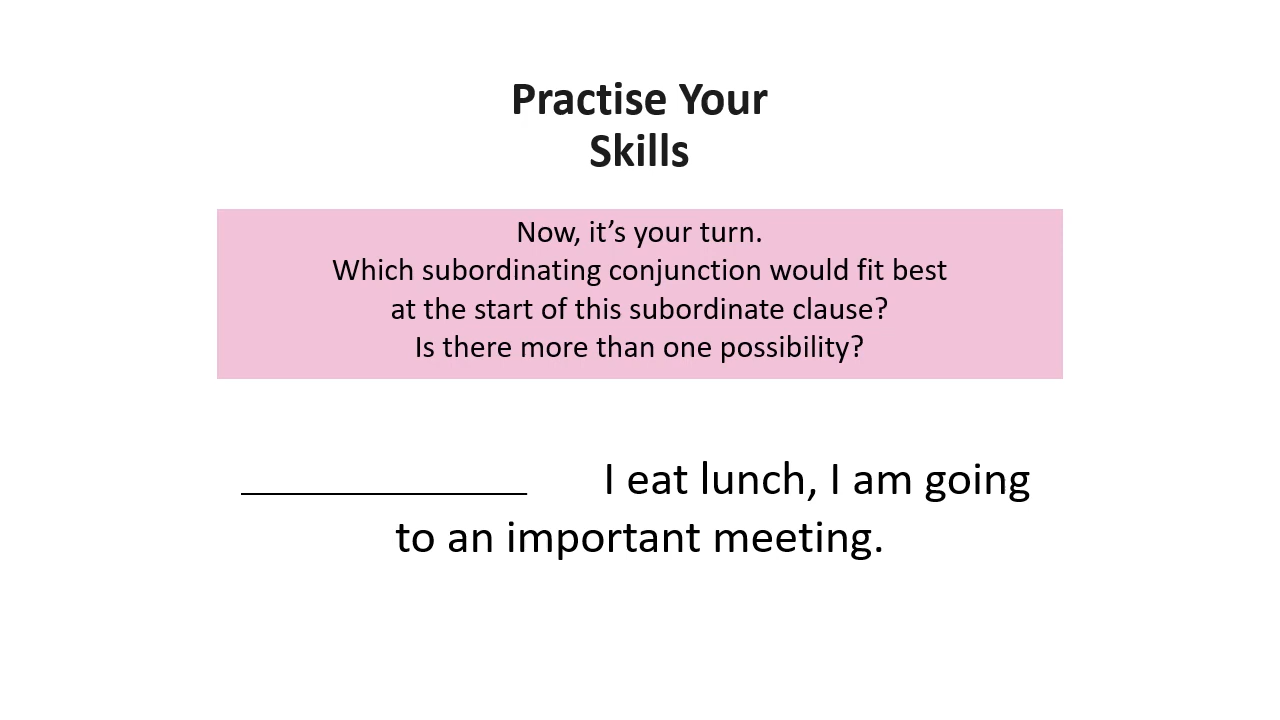 Practise Your
Skills
Now, it’s your turn.
Which subordinating conjunction would fit best
at the start of this subordinate clause?
Is there more than one possibility?
I eat lunch, I am going
to an important meeting.